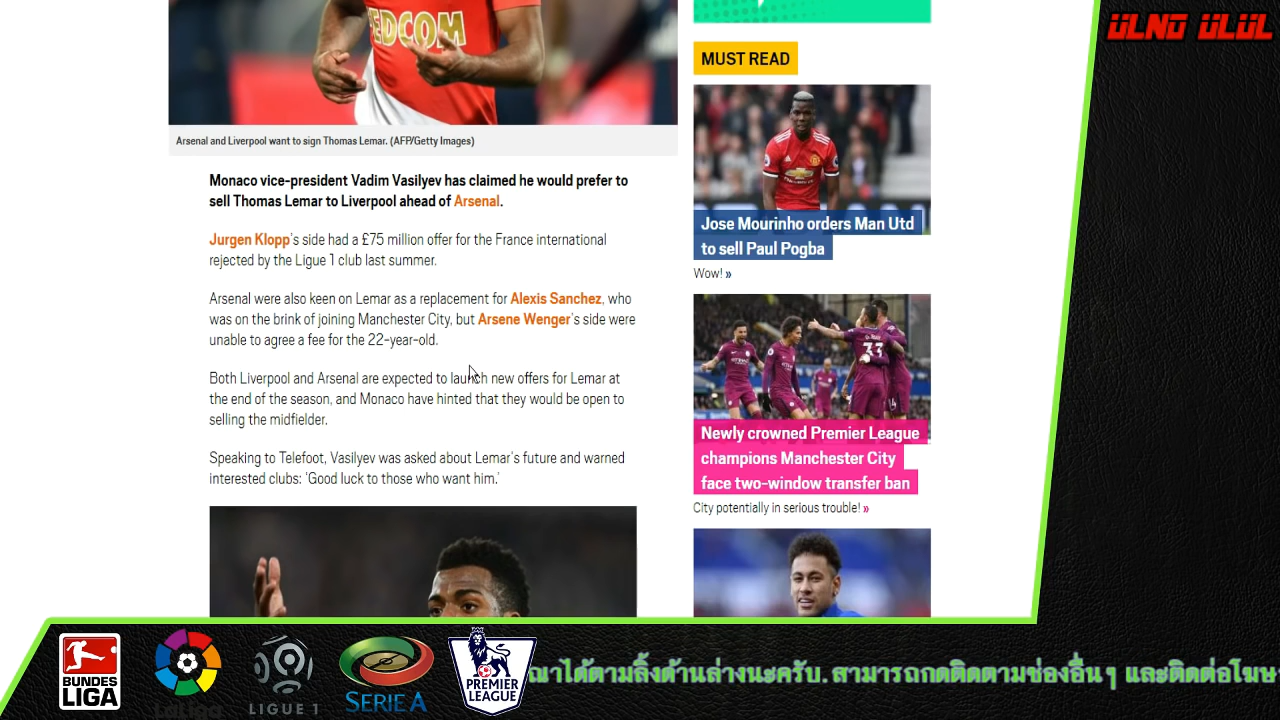 EDCOM
Arsenal and Liverpool want to sign Thomas Lemar. (AFP/Getty Images)
Monaco vice-president Vadim Vasilyev has claimed he would prefer to
sell Thomas Lemar to Liverpool ahead of Arsenal.
Jurgen Klopp's side had a £75 million offer for the France international
rejected by the Ligue 1 club last summer.
Arsenal were also keen on Lemar as a replacement for Alexis Sanchez, who
was on the brink of joining Manchester City, but Arsene Wenger's side were
unable to agree a fee for the 22-year-old.
Both Liverpool and Arsenal are expected to launch new offers for Lemar at
the end of the season, and Monaco have hinted that they would be open to
selling the midfielder.
Speaking to Telefoot, Vasilyev was asked about Lemar's future and warned
interested clubs: 'Good luck to those who want him.'
MUST READ
Jose Mourinho orders Man Utd
to sell Paul Pogba
Wow! »
33
Newly crowned Premier League
champions Manchester City
face two-window transfer ban
City potentially in serious trouble! »
BUNDES
LIGA
LaLiga
LIGUE 1
SERIE A
PREMIER
LEAGUE
ณาได้ตามลิ้งด้านล่างนะครับ. สามารถกดติดตามช่องอื่นๆ และติดต่อโฆษ